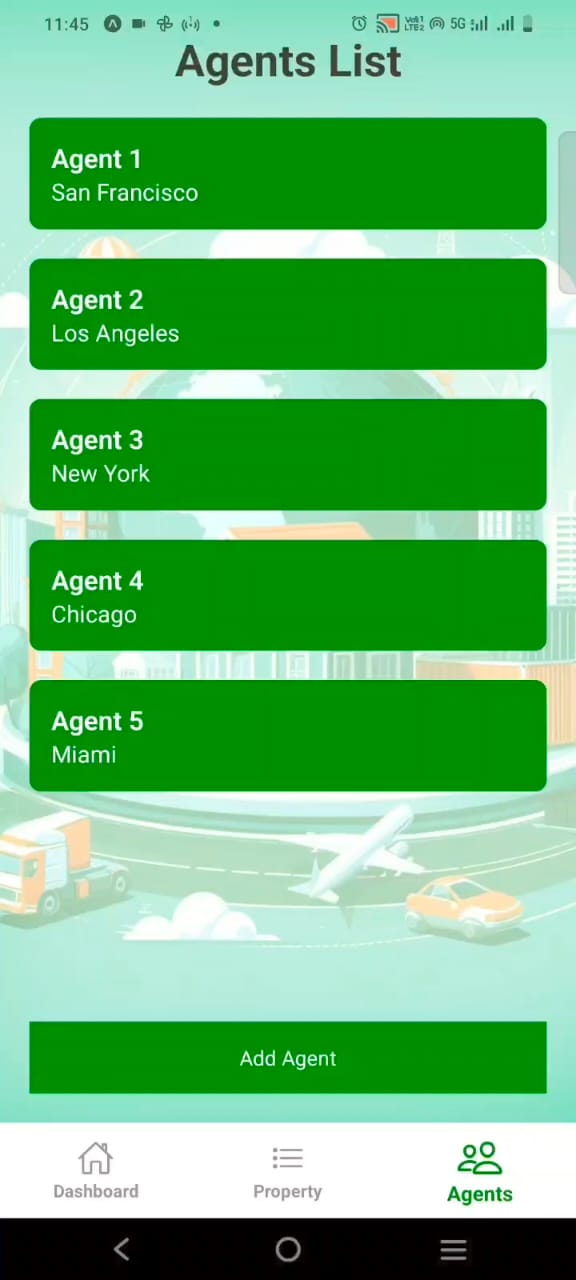 11:45 VoB1 LTE2 5G
Agents List
Agent 1
San Francisco
Agent 2
Los Angeles
Agent 3
New York
Agent 4
Chicago
Agent 5
Miami
Add Agent
Dashboard Property Agents